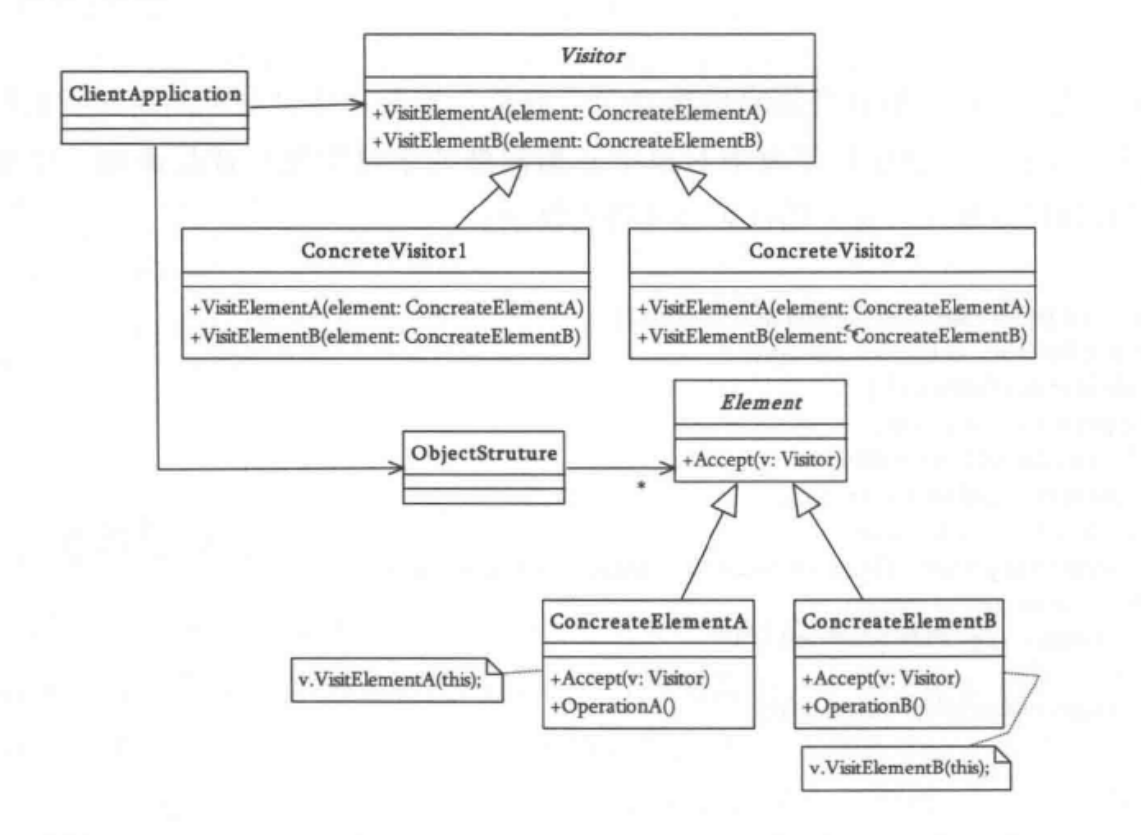 Visitor
ClientApplication
+VisitElementA(element: ConcreateElementA)
+VisitElementB(element: ConcreateElementB)
ConcreteVisitor1
ConcreteVisitor2
+VisitElementA(element: ConcreateElementA)
+VisitElementB(element: ConcreateElementB)
+VisitElementA(element: ConcreateElementA)
+VisitElementB(element: ConcreateElementB)
Element
+Accept(v: Visitor)
ObjectStruture
*
ConcreateElementA
ConcreateElementB
v.VisitElementA(this);
+Accept(v: Visitor)
+OperationA()
+Accept(v: Visitor)
+OperationB()
v.VisitElementB(this);